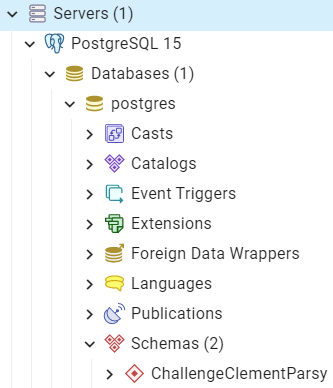 Servers (1)
PostgreSQL 15
Databases (1)
postgres
Casts
Catalogs
Event Triggers
Extensions
Foreign Data Wrappers
Languages
Publications
Schemas (2)
ChallengeClementParsy